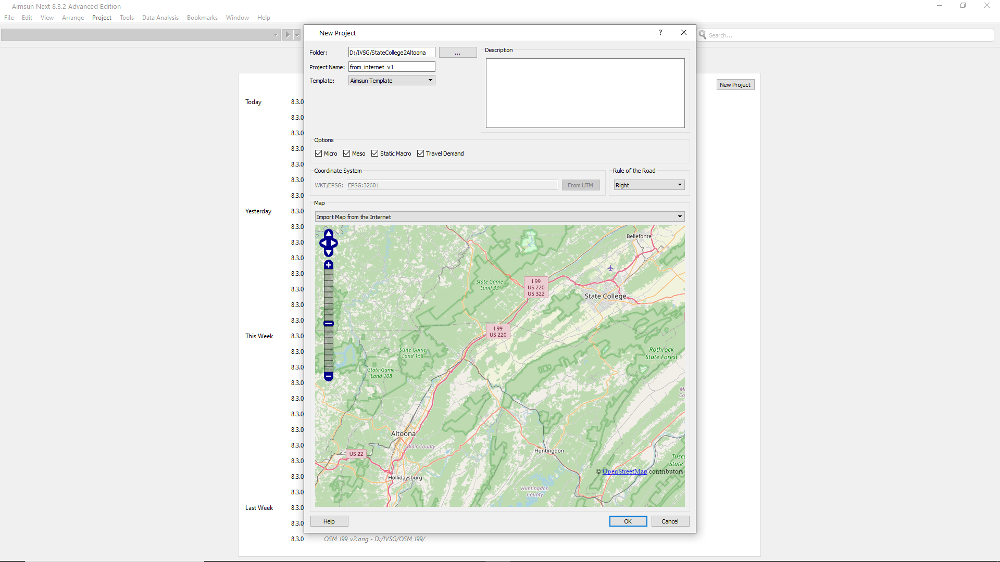 Aimsun Next 8.3.2 Advanced Edition
File Edit View Arrange Project Tools Data Analysis Bookmarks Window Help
Search...
New Project
?
Folder: D:/IVSG/StateCollege2Altoona ...
Project Name: from_internet_v1
Template: Aimsun Template
Description
New Project
Options
Micro Meso Static Macro Travel Demand
Coordinate System
WKT/EPSG: EPSG:32601 From UTM
Rule of the Road
Right
Map
Import Map from the Internet
Bellefonte
State Game
Land 33
I 99
US 220
US 322
State College
I 99
US 220
State Game
Land 158
Rothrock
State Forest
State Game
Land 108
Altoona
Blair County
US 22
Huntingdon
Hollidaysburg
© OpenStreetMap contributors
Huntingdon
County
Help OK Cancel
Today 8.3.0
8.3.0
8.3.0
8.3.0
8.3.0
8.3.0
8.3.0
Yesterday 8.3.0
8.3.0
8.3.0
8.3.0
8.3.0
8.3.0
8.3.0
8.3.0
This Week 8.3.0
8.3.0
8.3.0
8.3.0
8.3.0
8.3.0
8.3.0
8.3.0
8.3.0
8.3.0
8.3.0
Last Week 8.3.0
8.3.0
8.3.0 OSM_I99_v2.ang - D:/IVSG/OSM_I99/